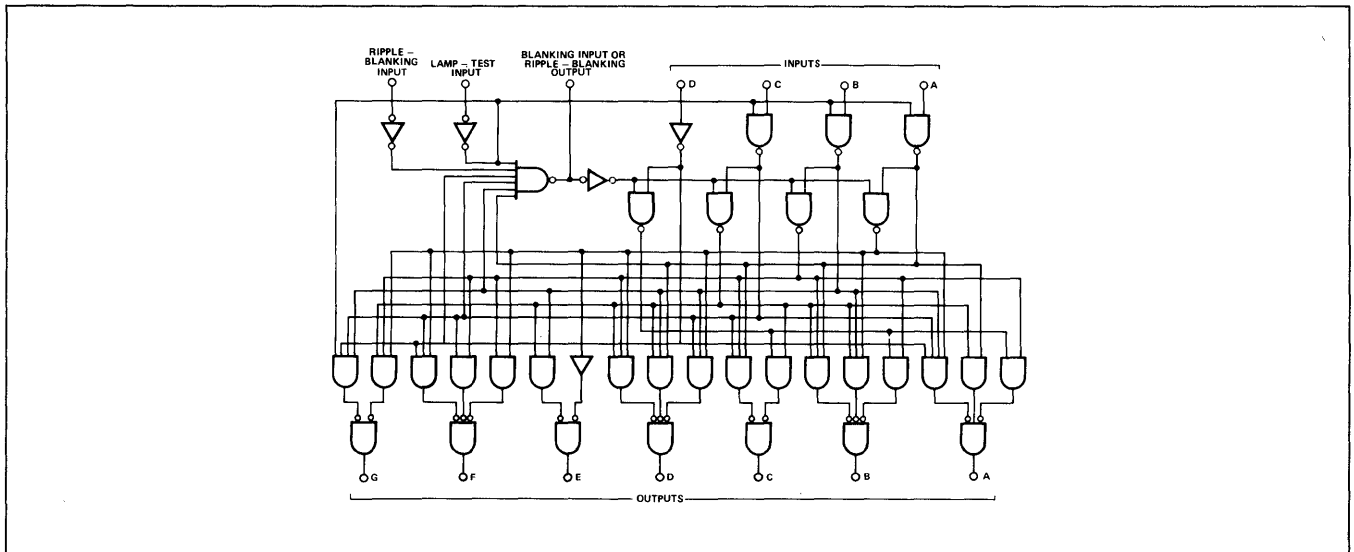 RIPPLE –
BLANKING
INPUT
LAMP – TEST
INPUT
BLANKING INPUT OR
RIPPLE – BLANKING
OUTPUT
INPUTS
D
C
B
A
G
F
E
D
C
B
A
OUTPUTS